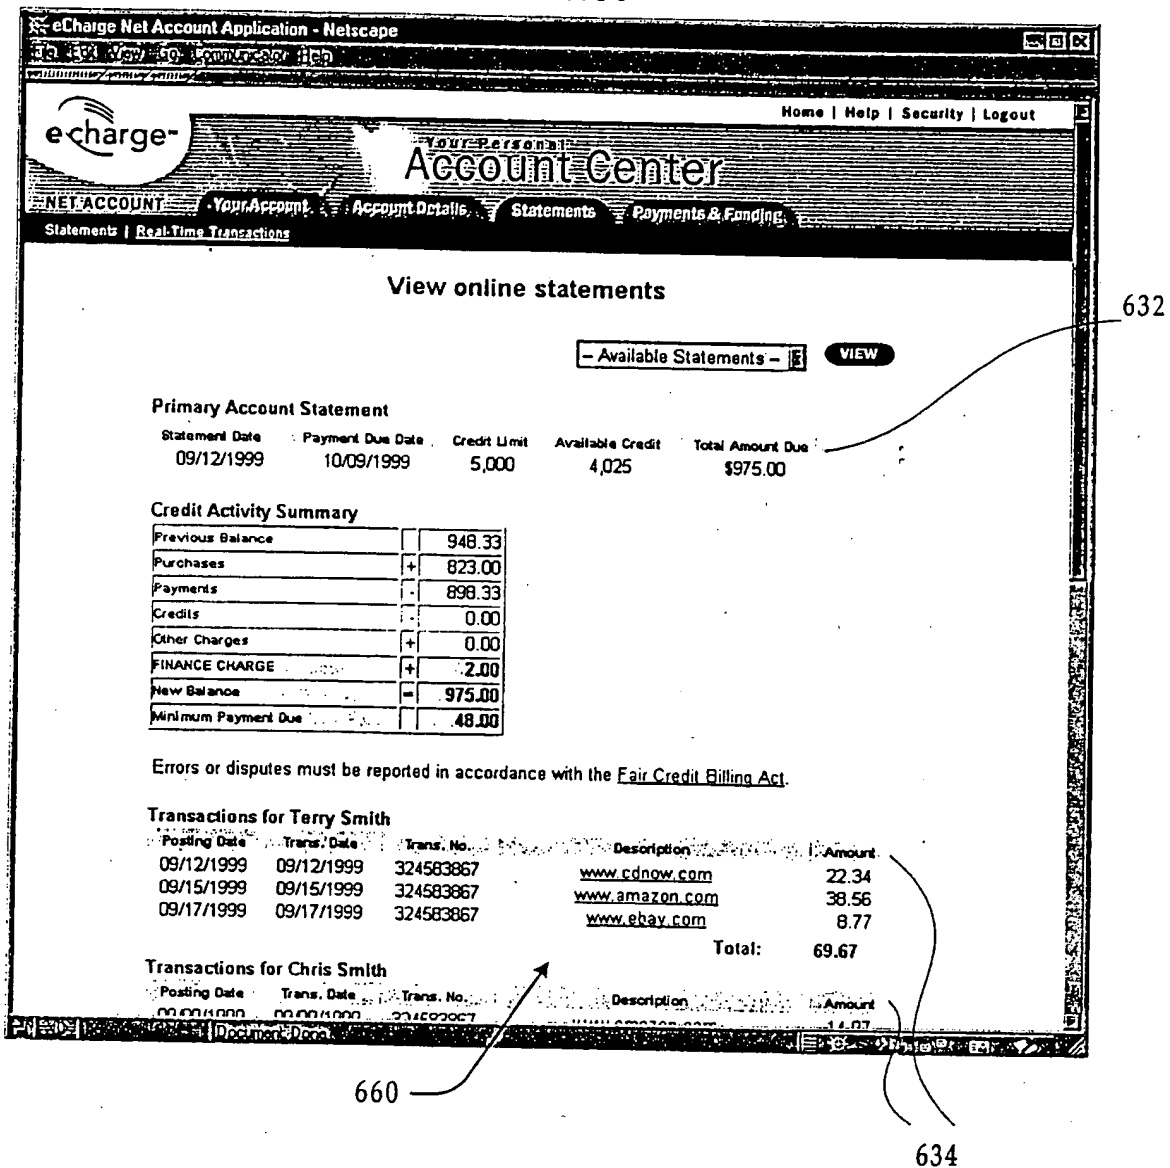 eCharge Net Account Application - Netscape
File Edit View Go Communicator Help
Home | Help | Security | Logout
echarge
Your Personal
Account Center
NET ACCOUNT Your Account Account Details Statements Payments & Funding
Statements | Real-Time Transactions
View online statements
632
– Available Statements – VIEW
Primary Account Statement
Statement Date Payment Due Date Credit Limit Available Credit Total Amount Due
09/12/1999 10/09/1999 5,000 4,025 $975.00
Credit Activity Summary
Previous Balance 948.33
Purchases + 823.00
Payments - 898.33
Credits - 0.00
Other Charges + 0.00
FINANCE CHARGE + 2.00
New Balance = 975.00
Minimum Payment Due 48.00
Errors or disputes must be reported in accordance with the Fair Credit Billing Act.
Transactions for Terry Smith
Posting Date Trans. Date Trans. No. Description Amount
09/12/1999 09/12/1999 324583867 www.cdnow.com 22.34
09/15/1999 09/15/1999 324583867 www.amazon.com 38.56
09/17/1999 09/17/1999 324583867 www.ebay.com 8.77
Total: 69.67
Transactions for Chris Smith
Posting Date Trans. Date Trans. No. Description Amount
www.amazon.com
Document: Done
660
634